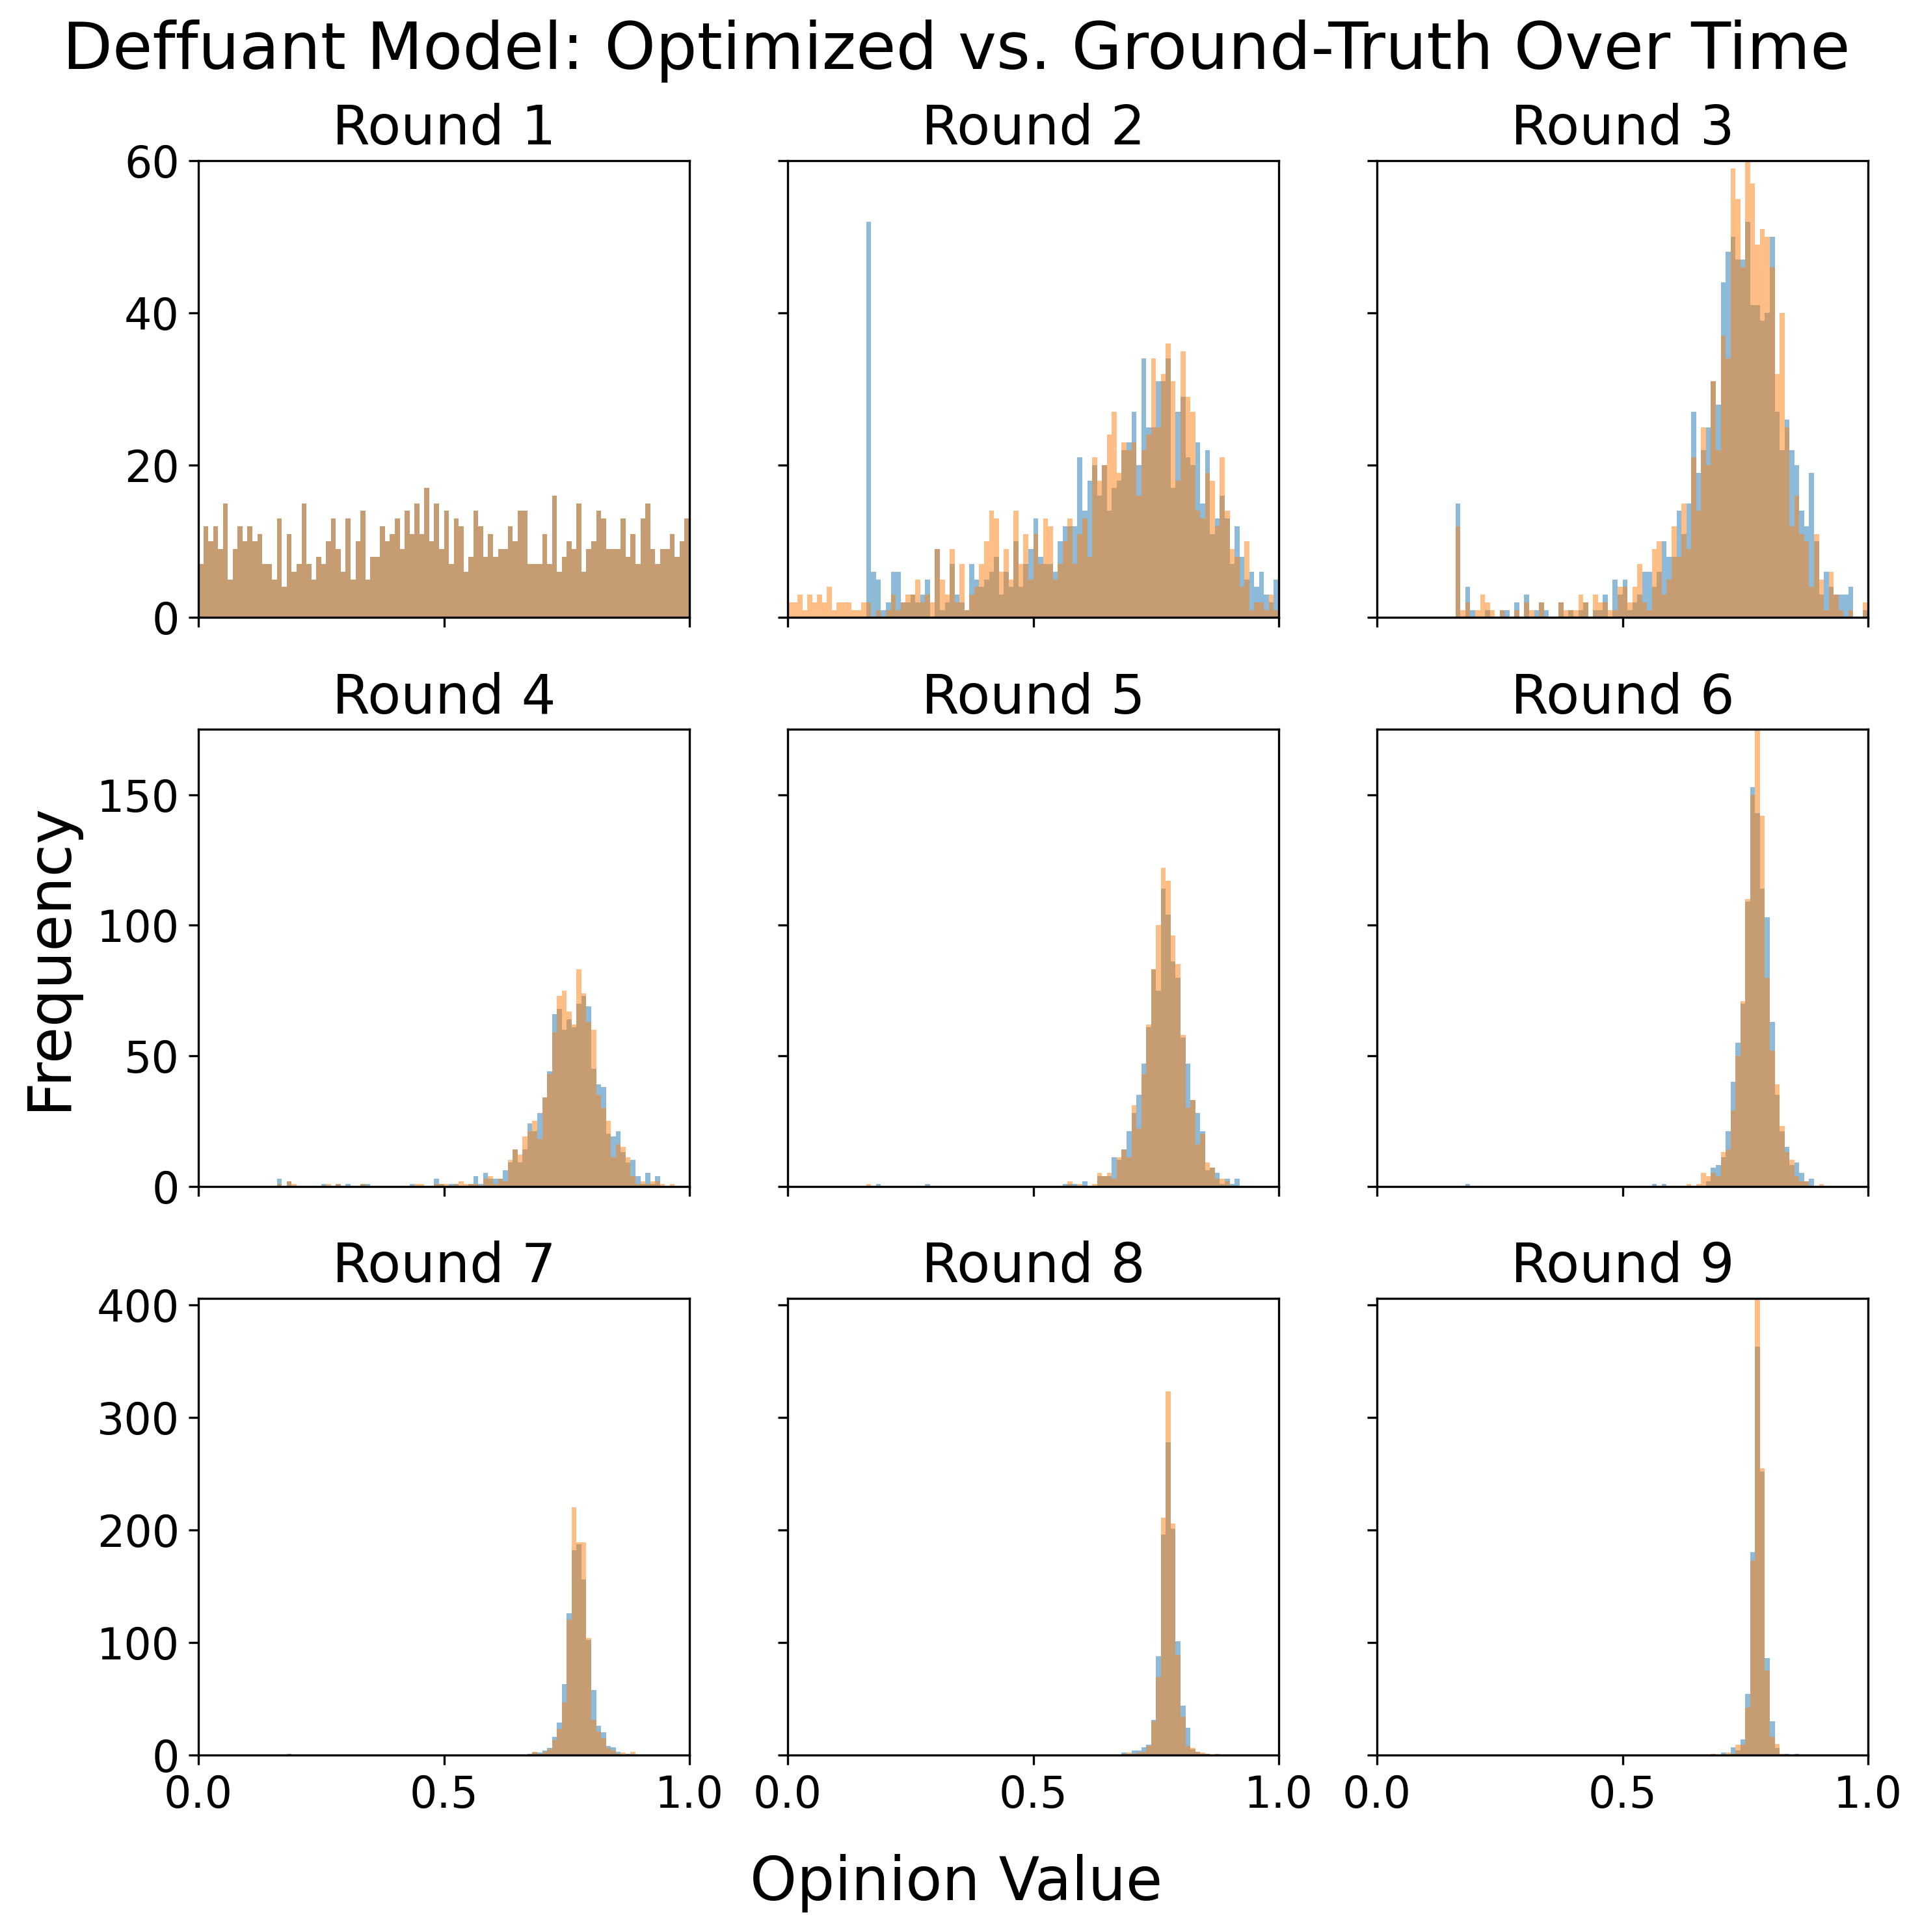 Deffuant Model: Optimized vs. Ground-Truth Over Time
Round 1 Round 2 Round 3
60
40
20
0
Round 4 Round 5 Round 6
150
100
50
0
Frequency
Round 7 Round 8 Round 9
400
300
200
100
0
0.0 0.5 1.0 0.0 0.5 1.0 0.0 0.5 1.0
Opinion Value